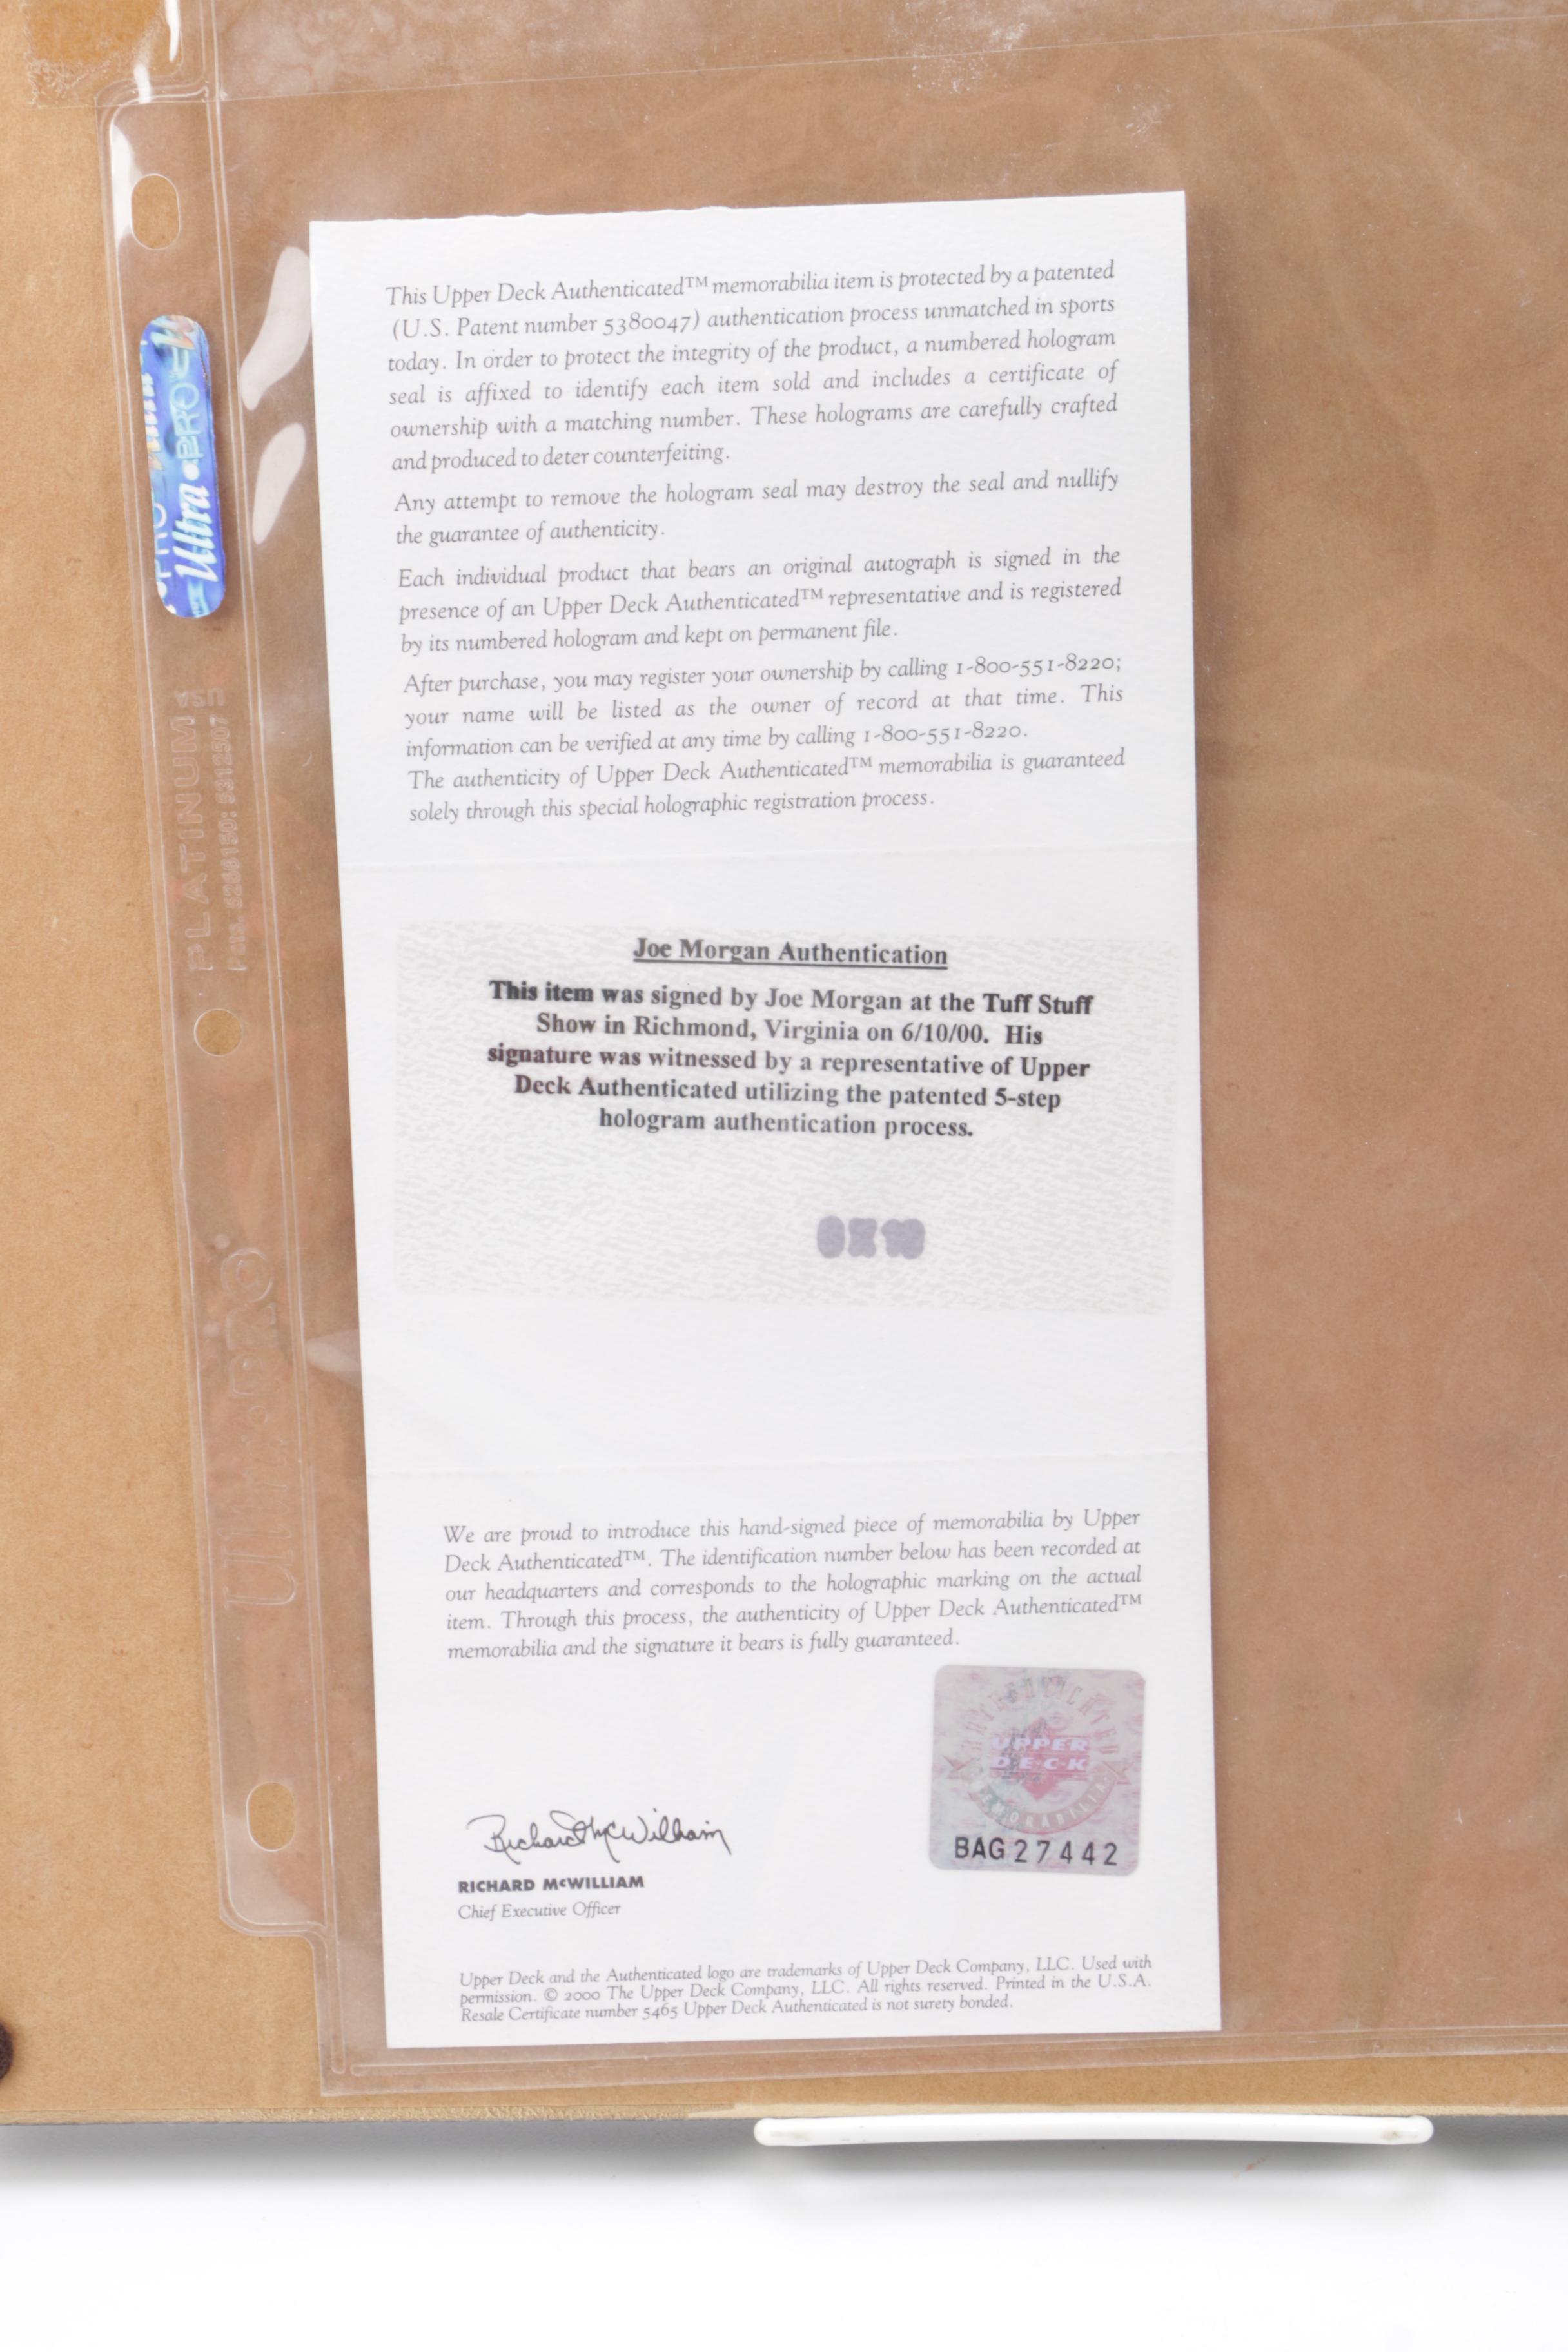 This Upper Deck Authenticated™ memorabilia item is protected by a patented
(U.S. Patent number 5380047) authentication process unmatched in sports
today. In order to protect the integrity of the product, a numbered hologram
seal is affixed to identify each item sold and includes a certificate of
ownership with a matching number. These holograms are carefully crafted
and produced to deter counterfeiting.
Any attempt to remove the hologram seal may destroy the seal and nullify
the guarantee of authenticity.
Each individual product that bears an original autograph is signed in the
presence of an Upper Deck Authenticated™ representative and is registered
by its numbered hologram and kept on permanent file.
After purchase, you may register your ownership by calling 1-800-551-8220;
your name will be listed as the owner of record at that time. This
information can be verified at any time by calling 1-800-551-8220.
The authenticity of Upper Deck Authenticated™ memorabilia is guaranteed
solely through this special holographic registration process.
Joe Morgan Authentication
This item was signed by Joe Morgan at the Tuff Stuff
Show in Richmond, Virginia on 6/10/00. His
signature was witnessed by a representative of Upper
Deck Authenticated utilizing the patented 5-step
hologram authentication process.
We are proud to introduce this hand-signed piece of memorabilia by Upper
Deck Authenticated™. The identification number below has been recorded at
our headquarters and corresponds to the holographic marking on the actual
item. Through this process, the authenticity of Upper Deck Authenticated™
memorabilia and the signature it bears is fully guaranteed.
AUTHENTICATED
UPPER
DECK
MEMORABILIA
BAG27442
Richard McWilliam
RICHARD McWILLIAM
Chief Executive Officer
Upper Deck and the Authenticated logo are trademarks of Upper Deck Company, LLC. Used with
permission. © 2000 The Upper Deck Company, LLC. All rights reserved. Printed in the U.S.A.
Resale Certificate number 5465 Upper Deck Authenticated is not surety bonded.
Ultra•PRO
PLATINUM
USA
Ultra•PRO